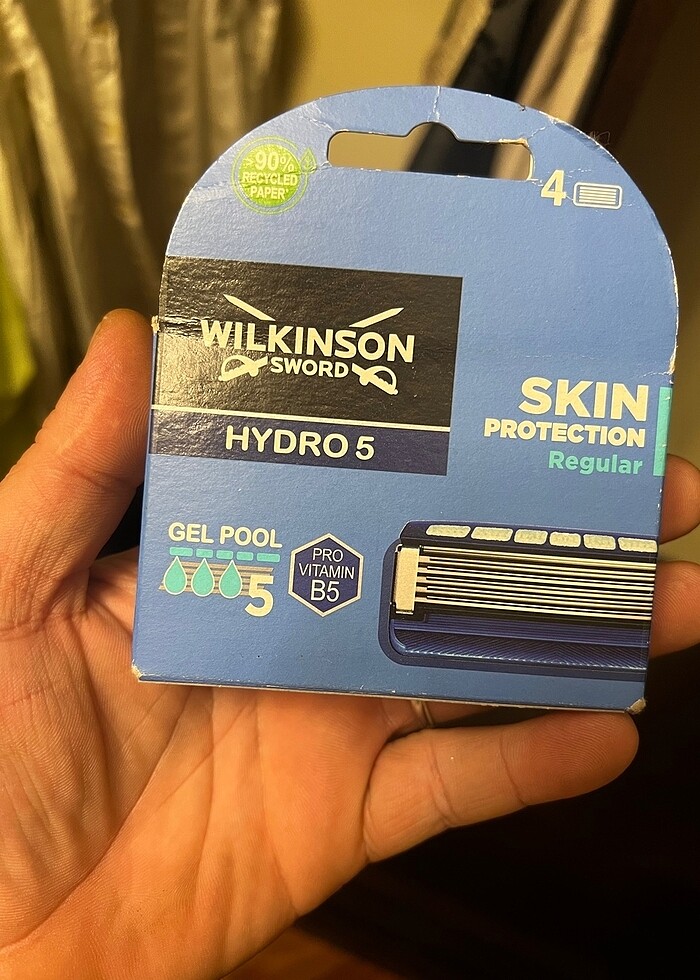 >90%
RECYCLED
PAPER
4
WILKINSON
SWORD
HYDRO 5
SKIN
PROTECTION
Regular
GEL POOL
5
PRO
VITAMIN
B5